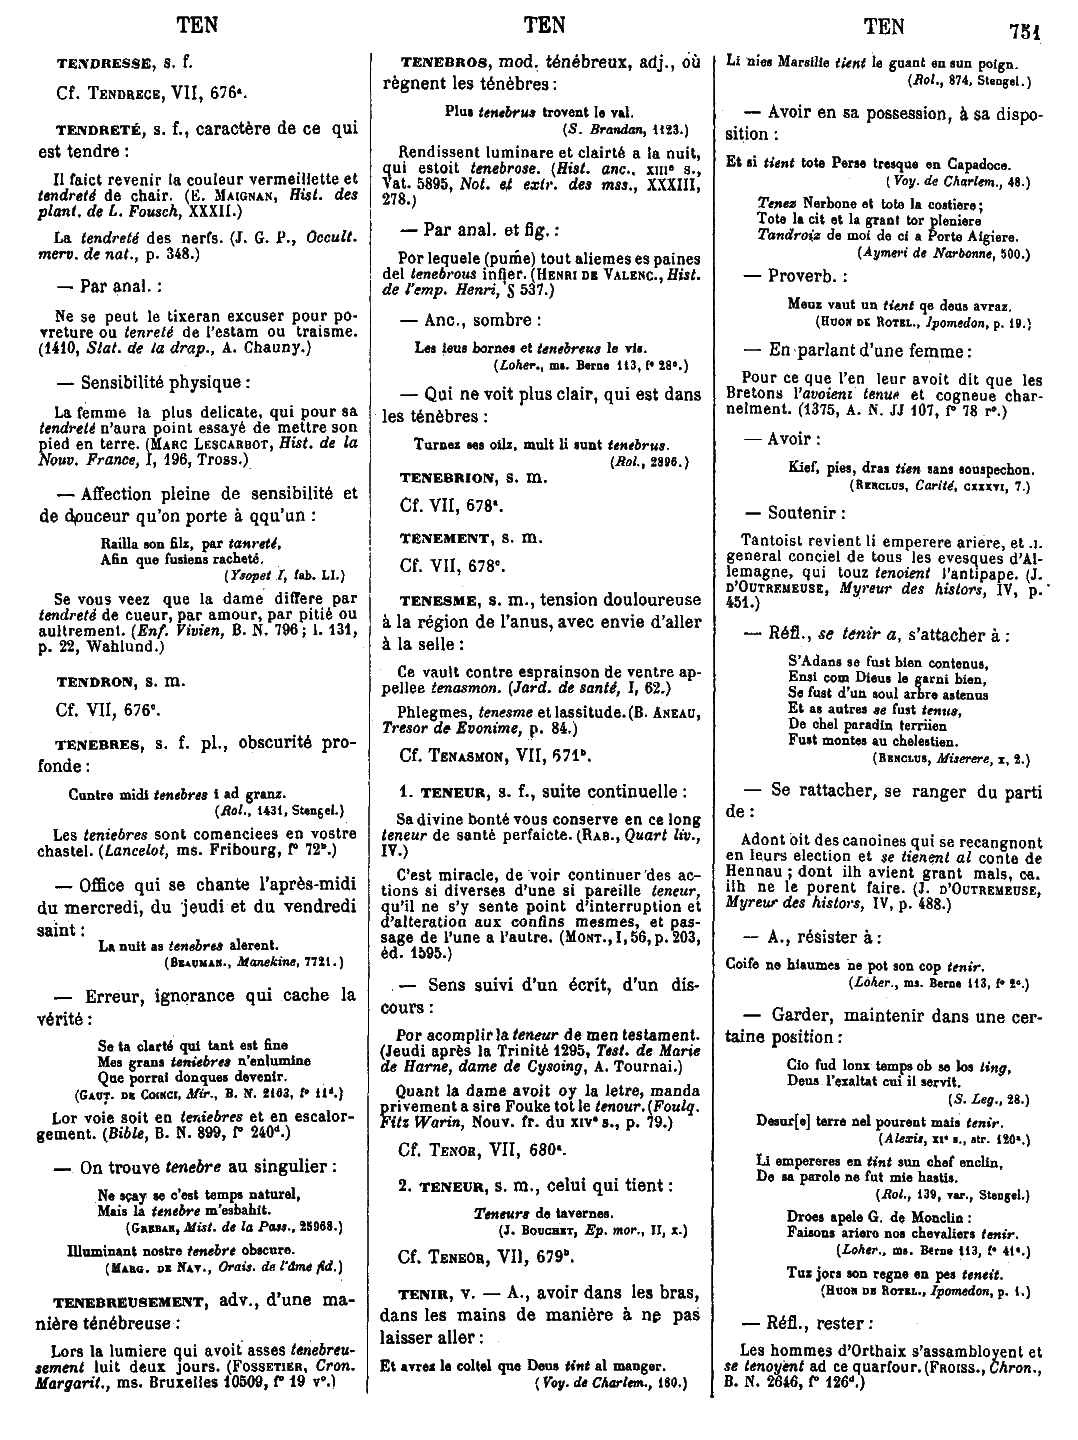 TEN
TEN
TEN
751
TENDRESSE, s. f.
Cf. TENDRECE, VII, 676ᵃ.
TENDRETÉ, s. f., caractère de ce qui
est tendre :
Il faict revenir la couleur vermeillette et
tendreté de chair. (E. MAIGNAN, Hist. des
plant. de L. Fousch, XXXII.)
La tendreté des nerfs. (J. G. P., Occult.
merv. de nat., p. 348.)
— Par anal. :
Ne se peut le tixeran excuser pour po-
vreture ou tenreté de l'estam ou traisme.
(1410, Stat. de la drap., A. Chauny.)
— Sensibilité physique :
La femme la plus delicate, qui pour sa
tendreté n'aura point essayé de mettre son
pied en terre. (MARC LESCARBOT, Hist. de la
Nouv. France, I, 196, Tross.)
— Affection pleine de sensibilité et
de douceur qu'on porte à qqu'un :
Railla son filz, par tanreté,
Afin que fusiens racheté.
(Ysopet I, fab. LI.)
Se vous veez que la dame differe par
tendreté de cueur, par amour, par pitié ou
aultrement. (Enf. Vivien, B. N. 796 ; l. 131,
p. 22, Wahlund.)
TENDRON, s. m.
Cf. VII, 676ᶜ.
TENEBRES, s. f. pl., obscurité pro-
fonde :
Cuntre midi tenebres i ad granz.
(Rol., 1431, Stengel.)
Les teniebres sont comenciees en vostre
chastel. (Lancelot, ms. Fribourg, fº 72ᵇ.)
— Office qui se chante l'après-midi
du mercredi, du jeudi et du vendredi
saint :
La nuit as tenebres alerent.
(BEAUMAN., Manekine, 7721.)
— Erreur, ignorance qui cache la
vérité :
Se ta clarté qui tant est fine
Mes grans teniebres n'enlumine
Que porrai donques devenir.
(GAUT. DE COINCI, Mir., B. N. 2163, fº 11ᵈ.)
Lor voie soit en teniebres et en escalor-
gement. (Bible, B. N. 899, fº 240ᵈ.)
— On trouve tenebre au singulier :
Ne sçay se c'est temps naturel,
Mais la tenebre m'esbahit.
(GREBAN, Mist. de la Pass., 25968.)
Illuminant nostre tenebre obscure.
(MARG. DE NAV., Orais. de l'âme fid.)
TENEBREUSEMENT, adv., d'une ma-
nière ténébreuse :
Lors la lumiere qui avoit asses tenebreu-
sement luit deux jours. (FOSSETIER, Cron.
Margarit., ms. Bruxelles 10509, fº 19 vº.)
TENEBROS, mod. ténébreux, adj., où
règnent les ténèbres :
Plus tenebrus trovent le val.
(S. Brandan, 1123.)
Rendissent luminare et clairté a la nuit,
qui estoit tenebrose. (Hist. anc., XIIIᵉ s.,
Vat. 5895, Not. et extr. des mss., XXXIII,
278.)
— Par anal. et fig. :
Por lequele (pume) tout aliemes es paines
del tenebrous infier. (HENRI DE VALENC., Hist.
de l'emp. Henri, § 537.)
— Anc., sombre :
Les ieus bornes et tenebreus le vis.
(Loher., ms. Berne 113, fº 28ᵃ.)
— Qui ne voit plus clair, qui est dans
les ténèbres :
Turnez ses oilz, mult li sunt tenebrus.
(Rol., 2896.)
TENEBRION, s. m.
Cf. VII, 678ᵃ.
TENEMENT, s. m.
Cf. VII, 678ᶜ.
TENESME, s. m., tension douloureuse
à la région de l'anus, avec envie d'aller
à la selle :
Ce vault contre esprainson de ventre ap-
pellee tenasmon. (Jard. de santé, I, 62.)
Phlegmes, tenesme et lassitude. (B. ANEAU,
Tresor de Evonime, p. 84.)
Cf. TENASMON, VII, 671ᵇ.
1. TENEUR, s. f., suite continuelle :
Sa divine bonté vous conserve en ce long
teneur de santé perfaicte. (RAB., Quart liv.,
IV.)
C'est miracle, de voir continuer des ac-
tions si diverses d'une si pareille teneur,
qu'il ne s'y sente point d'interruption et
d'alteration aux confins mesmes, et pas-
sage de l'une a l'autre. (MONT., I, 56, p. 203,
éd. 1595.)
— Sens suivi d'un écrit, d'un dis-
cours :
Por acomplir la teneur de men testament.
(Jeudi après la Trinité 1295, Test. de Marie
de Harne, dame de Cysoing, A. Tournai.)
Quant la dame avoit oy la letre, manda
privement a sire Fouke tot le tenour. (Foulq.
Fitz Warin, Nouv. fr. du XIVᵉ s., p. 79.)
Cf. TENOR, VII, 680ᵃ.
2. TENEUR, s. m., celui qui tient :
Teneurs de tavernes.
(J. BOUCHET, Ep. mor., II, X.)
Cf. TENEOR, VII, 679ᵇ.
TENIR, v. — A., avoir dans les bras,
dans les mains de manière à ne pas
laisser aller :
Et avrez le coltel que Deus tint al manger.
(Voy. de Charlem., 180.)
Li nies Marsilie tient le guant en sun poign.
(Rol., 874, Stengel.)
— Avoir en sa possession, à sa dispo-
sition :
Et si tient tote Perse tresque en Capadoce.
(Voy. de Charlem., 48.)
Tenez Nerbone et tote la costiere ;
Tote la cit et la grant tor pleniere
Tandroiz de moi de ci a Porte Aigiere.
(Aymeri de Narbonne, 500.)
— Proverb. :
Meuz vaut un tient qe deus avraz.
(HUON DE ROTEL., Ipomedon, p. 19.)
— En parlant d'une femme :
Pour ce que l'en leur avoit dit que les
Bretons l'avoient tenue et cogneue char-
nelment. (1375, A. N. JJ 107, fº 78 rº.)
— Avoir :
Kief, pies, dras tien sans souspechon.
(RENCLUS, Carité, CXXXVI, 7.)
— Soutenir :
Tantoist revient li emperere ariere, et .I.
general conciel de tous les evesques d'Al-
lemagne, qui touz tenoient l'antipape. (J.
D'OUTREMEUSE, Myreur des histors, IV, p.
451.)
— Réfl., se tenir a, s'attacher à :
S'Adans se fust bien contenus,
Ensi com Dieus le garni bien,
Se fust d'un soul arbre astenus
Et as autres se fust tenus,
De chel paradin terriien
Fust montes au chelestien.
(RENCLUS, Miserere, X, 2.)
— Se rattacher, se ranger du parti
de :
Adont oit des canoines qui se recangnont
en leurs election et se tienent al conte de
Hennau ; dont ilh avient grant mals, ca.
ilh ne le porent faire. (J. D'OUTREMEUSE,
Myreur des histors, IV, p. 488.)
— A., résister à :
Coife ne hiaumes ne pot son cop tenir.
(Loher., ms. Berne 113, fº 2ᶜ.)
— Garder, maintenir dans une cer-
taine position :
Cio fud lonx temps ob se los ting,
Deus l'exaltat cui il servit.
(S. Leg., 28.)
Desur[e] terre nel pourent mais tenir.
(Alexis, XIᵉ s., str. 120ᵃ.)
Li empereres en tint sun chef enclin,
De sa parole ne fut mie hastis.
(Rol., 139, var., Stengel.)
Droes apele G. de Monclin :
Faisons ariero nos chevaliers tenir.
(Loher., ms. Berne 113, fº 41ᵃ.)
Tuz jors son regne en pes teneit.
(HUON DE ROTEL., Ipomedon, p. 1.)
— Réfl., rester :
Les hommes d'Orthaix s'assambloyent et
se tenoyent ad ce quarfour. (FROISS., Chron.,
B. N. 2646, fº 126ᵈ.)